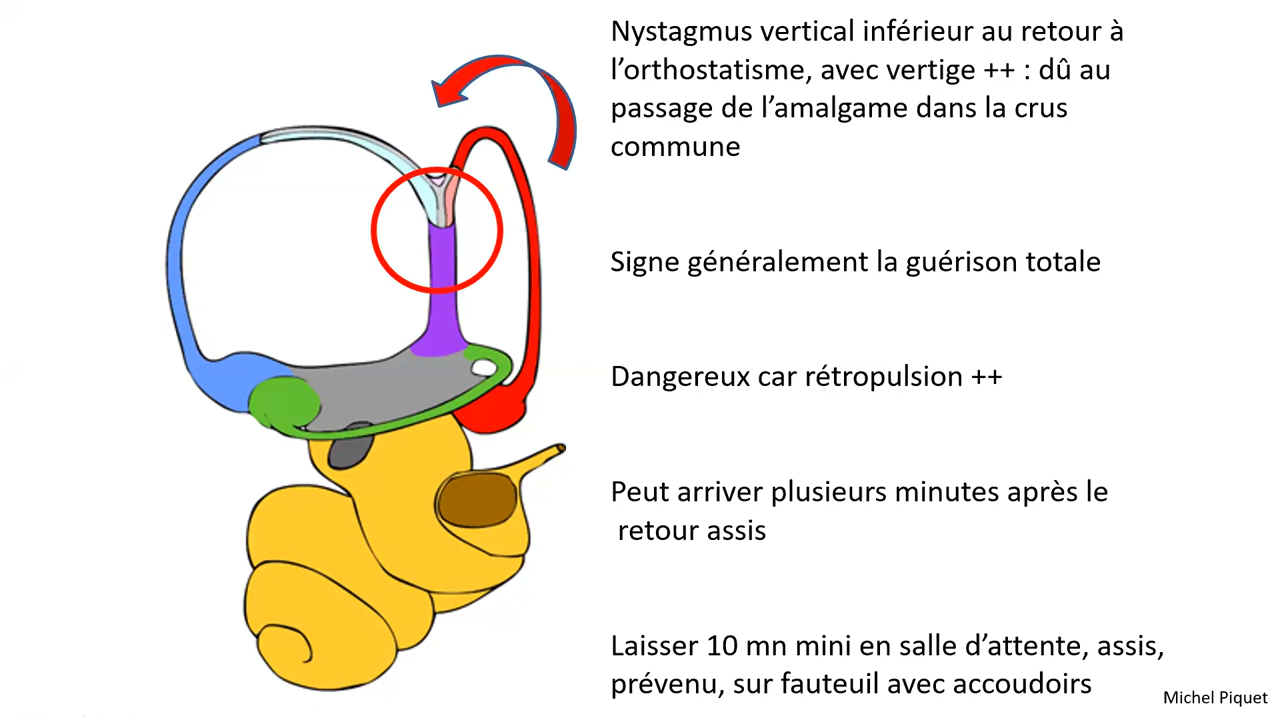 Nystagmus vertical inférieur au retour à
l’orthostatisme, avec vertige ++ : dû au
passage de l’amalgame dans la crus
commune
Signe généralement la guérison totale
Dangereux car rétropulsion ++
Peut arriver plusieurs minutes après le
retour assis
Laisser 10 mn mini en salle d’attente, assis,
prévenu, sur fauteuil avec accoudoirs
Michel Piquet